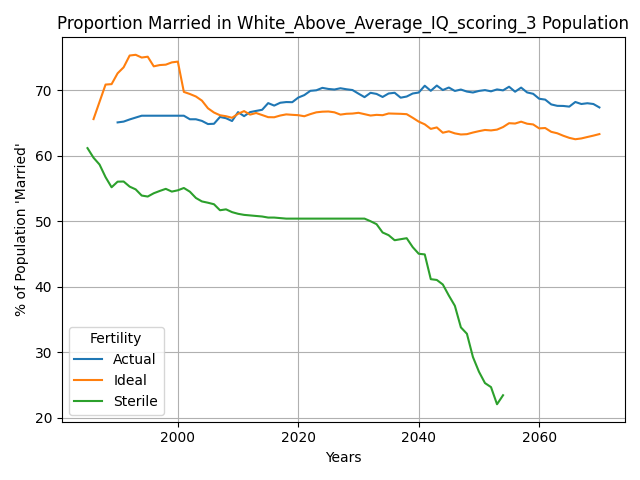 Proportion Married in White_Above_Average_IQ_scoring_3 Population
% of Population 'Married'
70
60
50
40
30
20
Fertility
Actual
Ideal
Sterile
2000
2020
2040
2060
Years